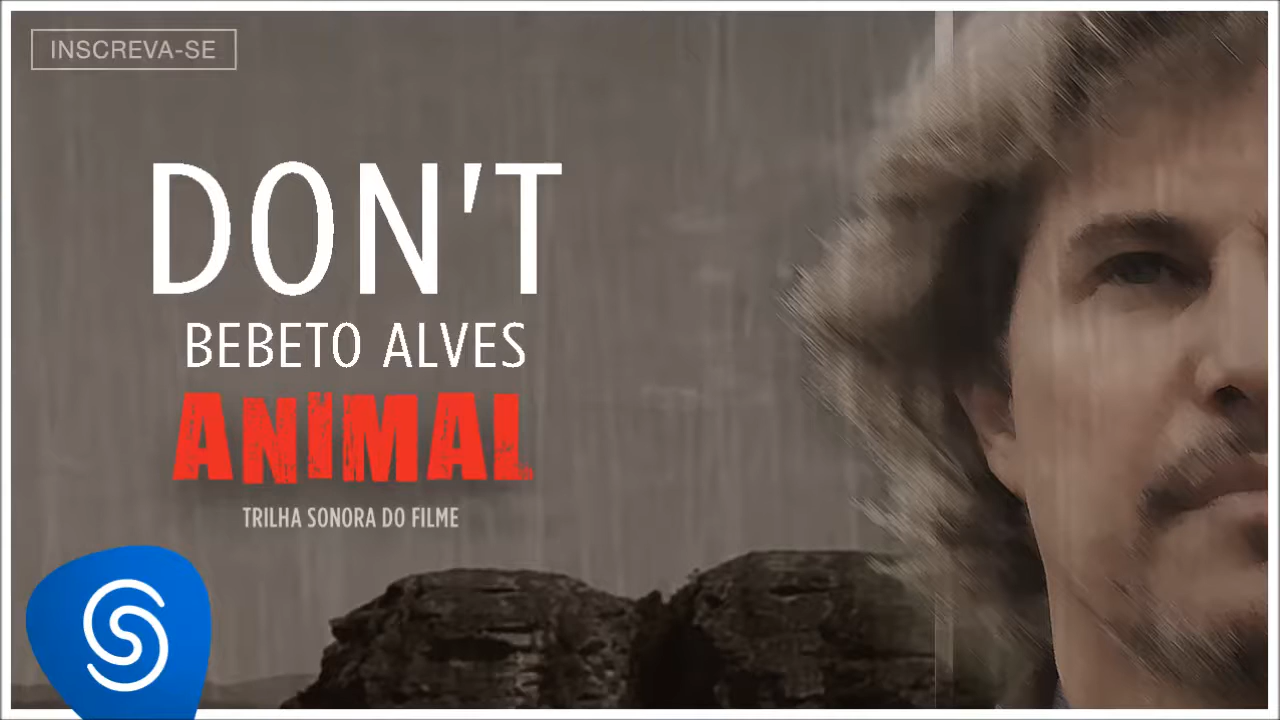 INSCREVA-SE
DON'T
BEBETO ALVES
ANIMAL
TRILHA SONORA DO FILME